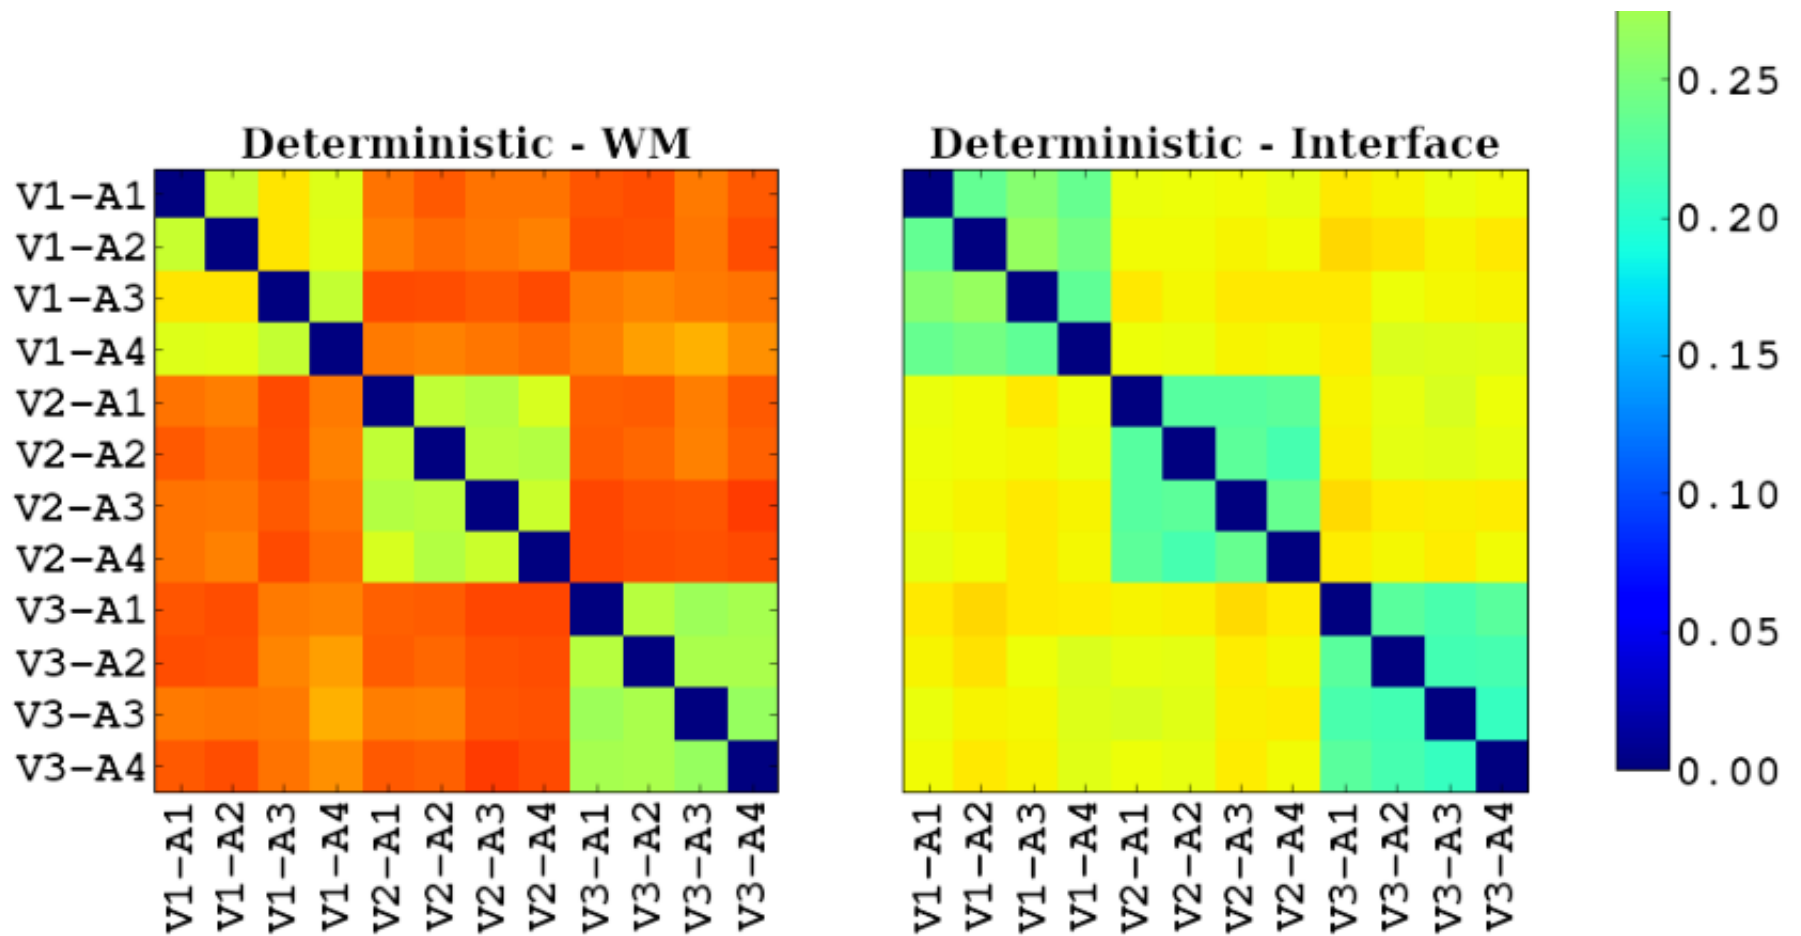 Deterministic - WM
Deterministic - Interface
V1-A1
V1-A2
V1-A3
V1-A4
V2-A1
V2-A2
V2-A3
V2-A4
V3-A1
V3-A2
V3-A3
V3-A4
V1-A1
V1-A2
V1-A3
V1-A4
V2-A1
V2-A2
V2-A3
V2-A4
V3-A1
V3-A2
V3-A3
V3-A4
V1-A1
V1-A2
V1-A3
V1-A4
V2-A1
V2-A2
V2-A3
V2-A4
V3-A1
V3-A2
V3-A3
V3-A4
0.25
0.20
0.15
0.10
0.05
0.00